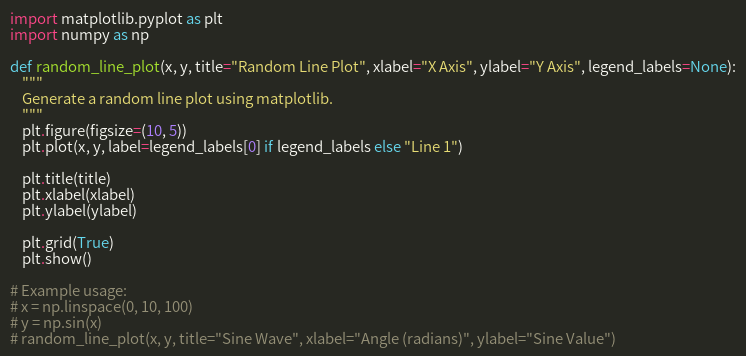 import matplotlib.pyplot as plt
import numpy as np

def random_line_plot(x, y, title="Random Line Plot", xlabel="X Axis", ylabel="Y Axis", legend_labels=None):
    """
    Generate a random line plot using matplotlib.
    """
    plt.figure(figsize=(10, 5))
    plt.plot(x, y, label=legend_labels[0] if legend_labels else "Line 1")

    plt.title(title)
    plt.xlabel(xlabel)
    plt.ylabel(ylabel)

    plt.grid(True)
    plt.show()

# Example usage:
# x = np.linspace(0, 10, 100)
# y = np.sin(x)
# random_line_plot(x, y, title="Sine Wave", xlabel="Angle (radians)", ylabel="Sine Value")